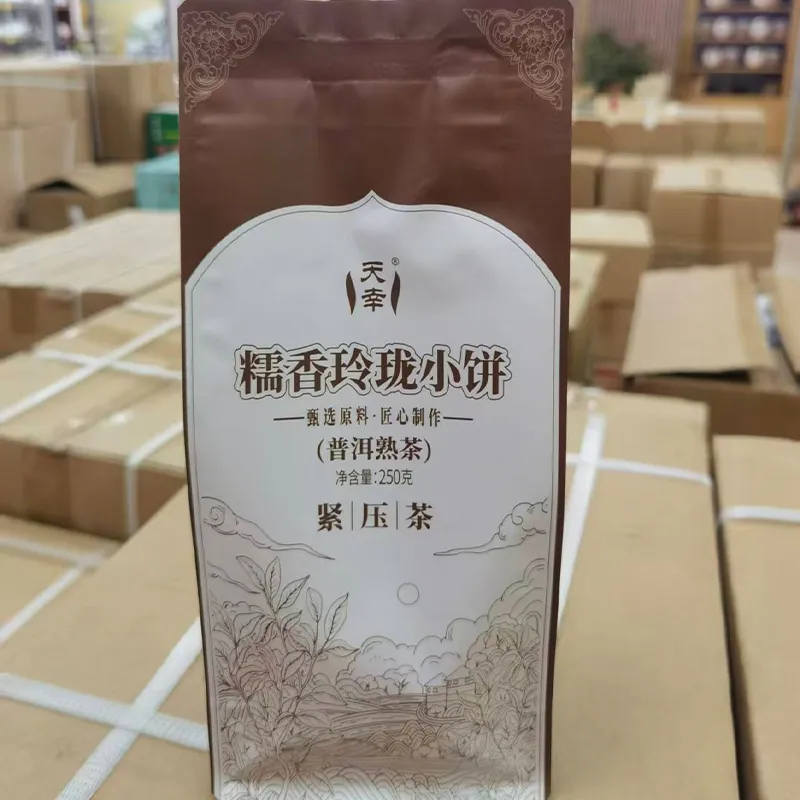 天幸®
糯香玲珑小饼
甄选原料·匠心制作
(普洱熟茶)
净含量:250克
紧|压|茶